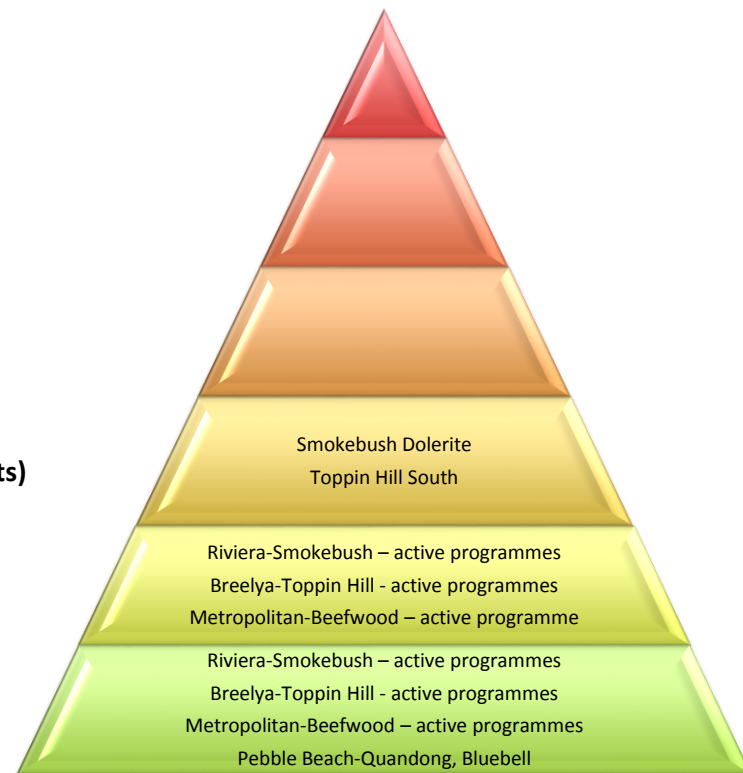 Smokebush Dolerite
ts)
Toppin Hill South
Riviera-Smokebush – active programmes
Breelya-Toppin Hill - active programmes
Metropolitan-Beefwood – active programme
Riviera-Smokebush – active programmes
Breelya-Toppin Hill - active programmes
Metropolitan-Beefwood – active programmes
Pebble Beach-Quandong, Bluebell